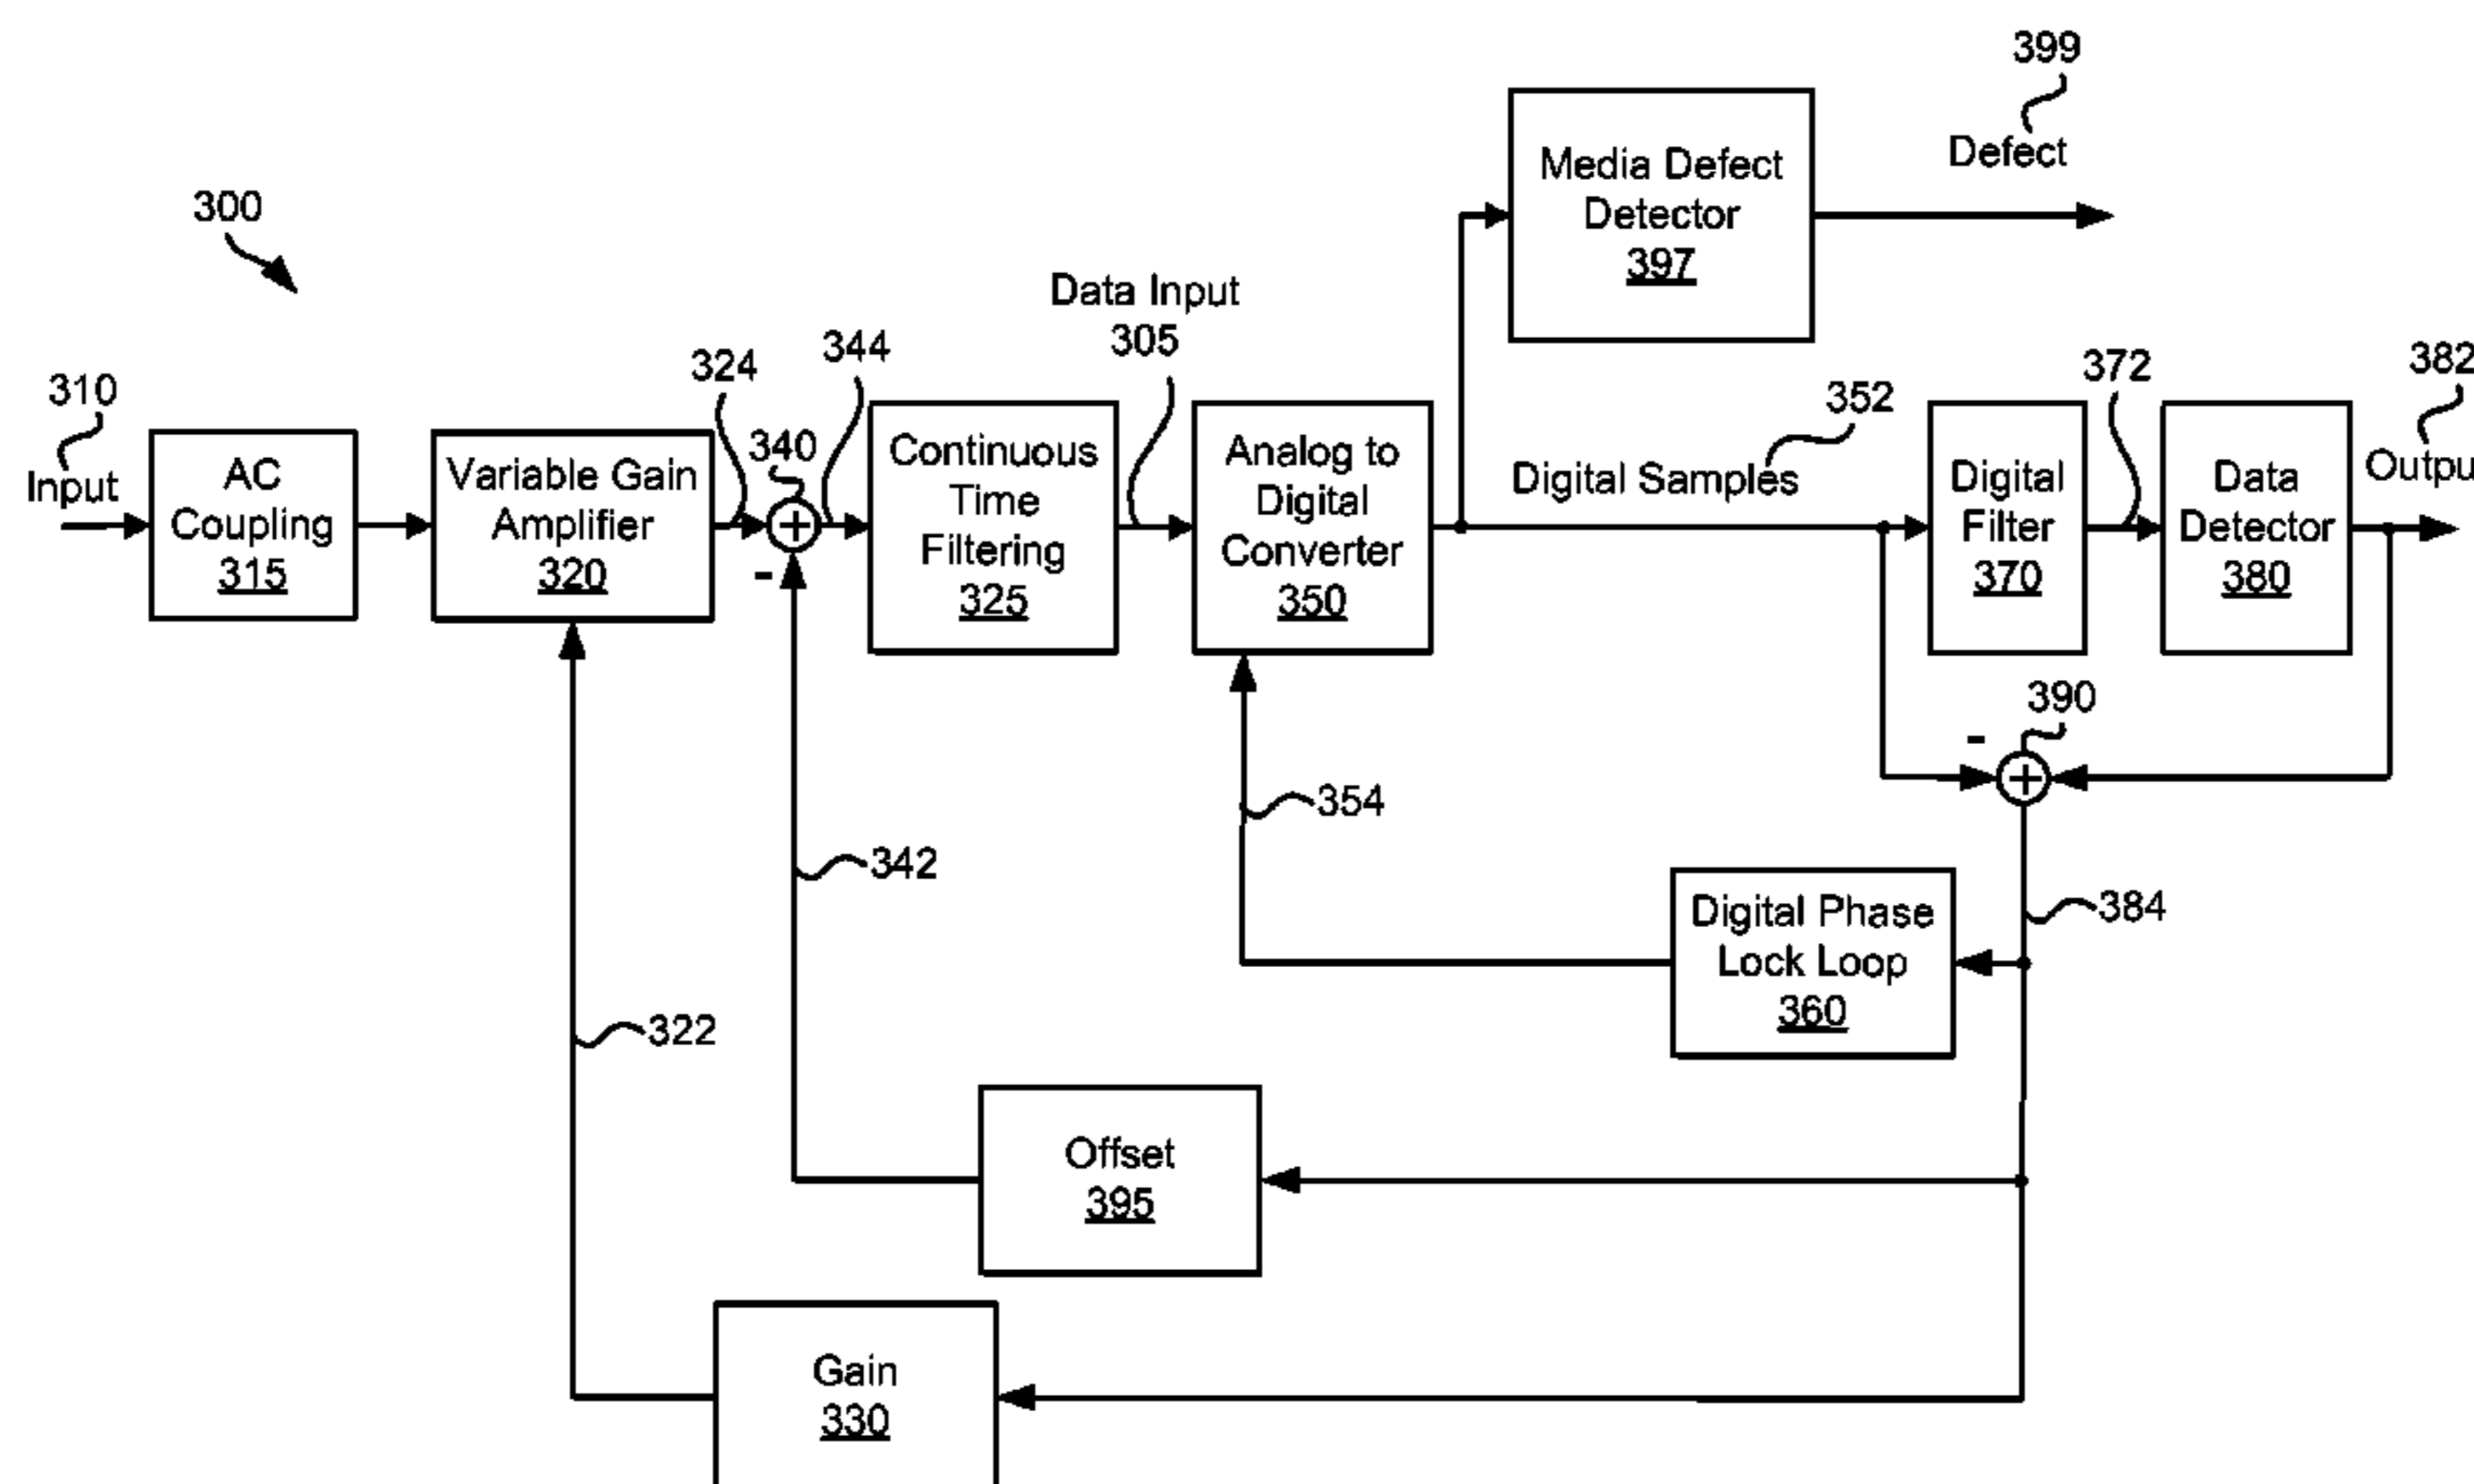 399
Defect
Media Defect
Detector
397
300
Data Input
305
310
Input
AC
Coupling
315
Variable Gain
Amplifier
320
324
340
-
344
Continuous
Time
Filtering
325
Analog to
Digital
Converter
350
Digital Samples
352
Digital
Filter
370
372
Data
Detector
380
382
Outpu
390
-
354
342
Digital Phase
Lock Loop
360
384
322
Offset
395
Gain
330